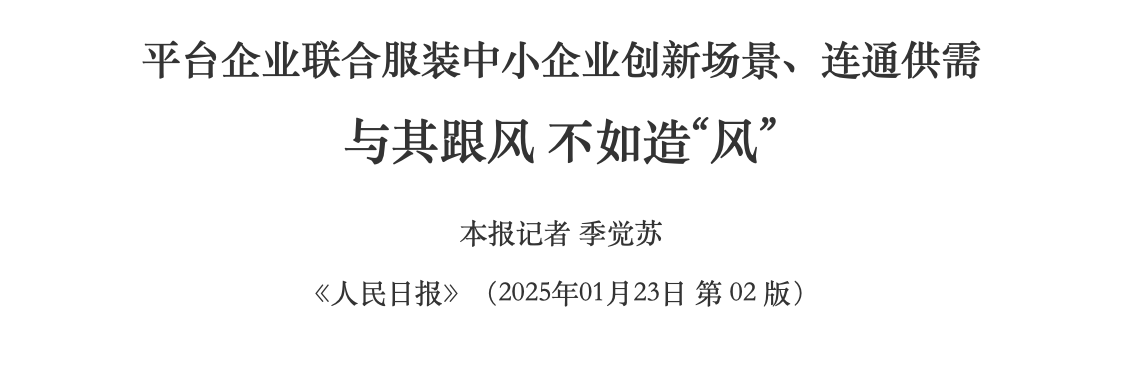 平台企业联合服装中小企业创新场景、连通供需
与其跟风 不如造“风”
本报记者 季觉苏
《人民日报》（2025年01月23日 第 02 版）